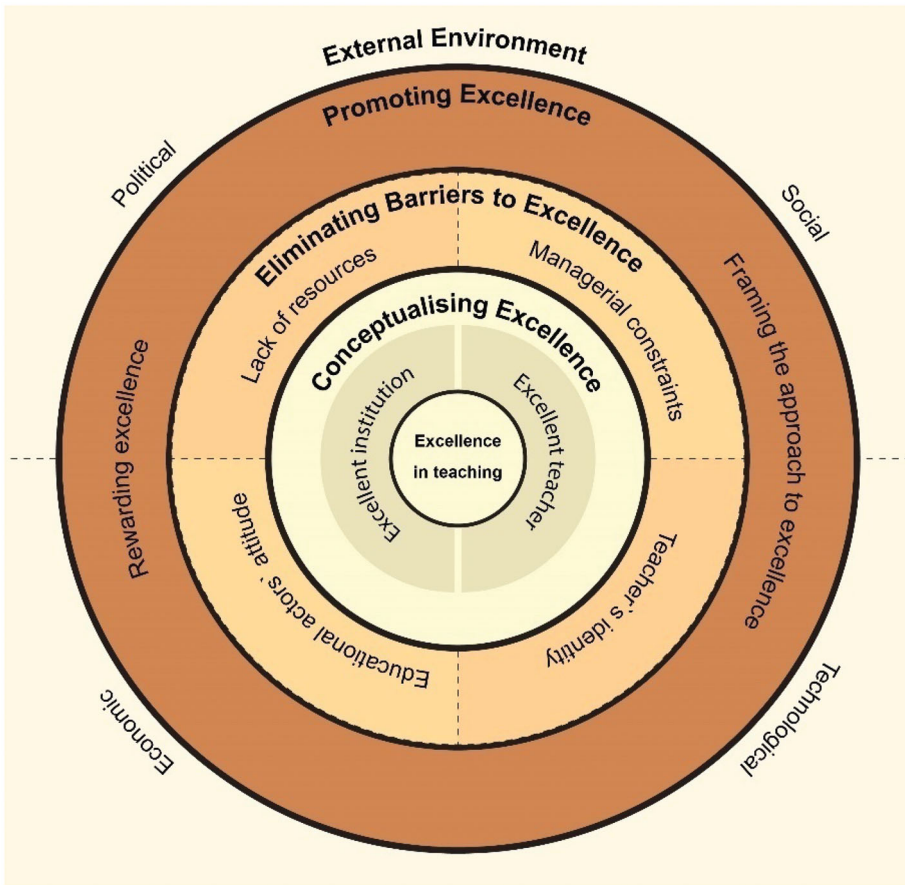 External Environment
Promoting Excellence
Political
Social
Eliminating Barriers to Excellence
Lack of resources
Managerial constraints
Framing the approach to excellence
Rewarding excellence
Conceptualising Excellence
Excellent institution
Excellent teacher
Excellence
in teaching
Educational actors' attitude
Teacher's identity
Economic
Technological